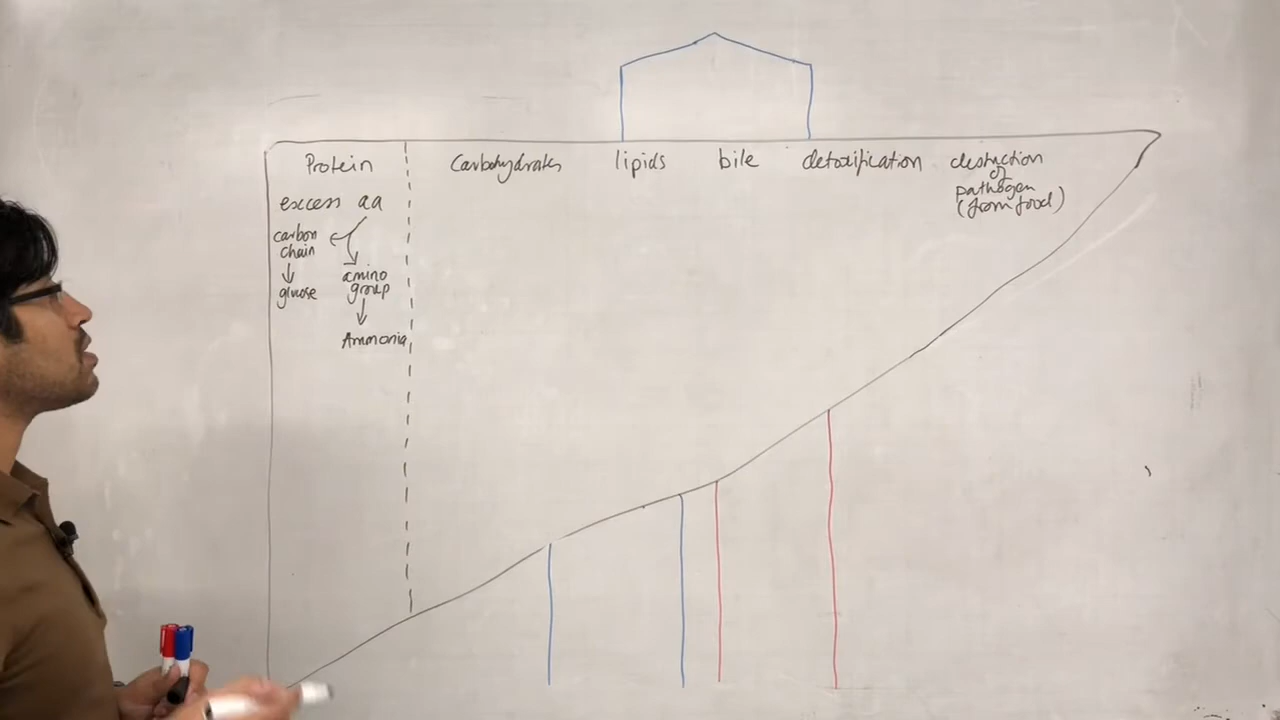 Protein
Carbohydrates
lipids
bile
detoxification
destruction
of
pathogen
(from food)
excess aa
carbon
chain
glucose
amino
group
Ammonia